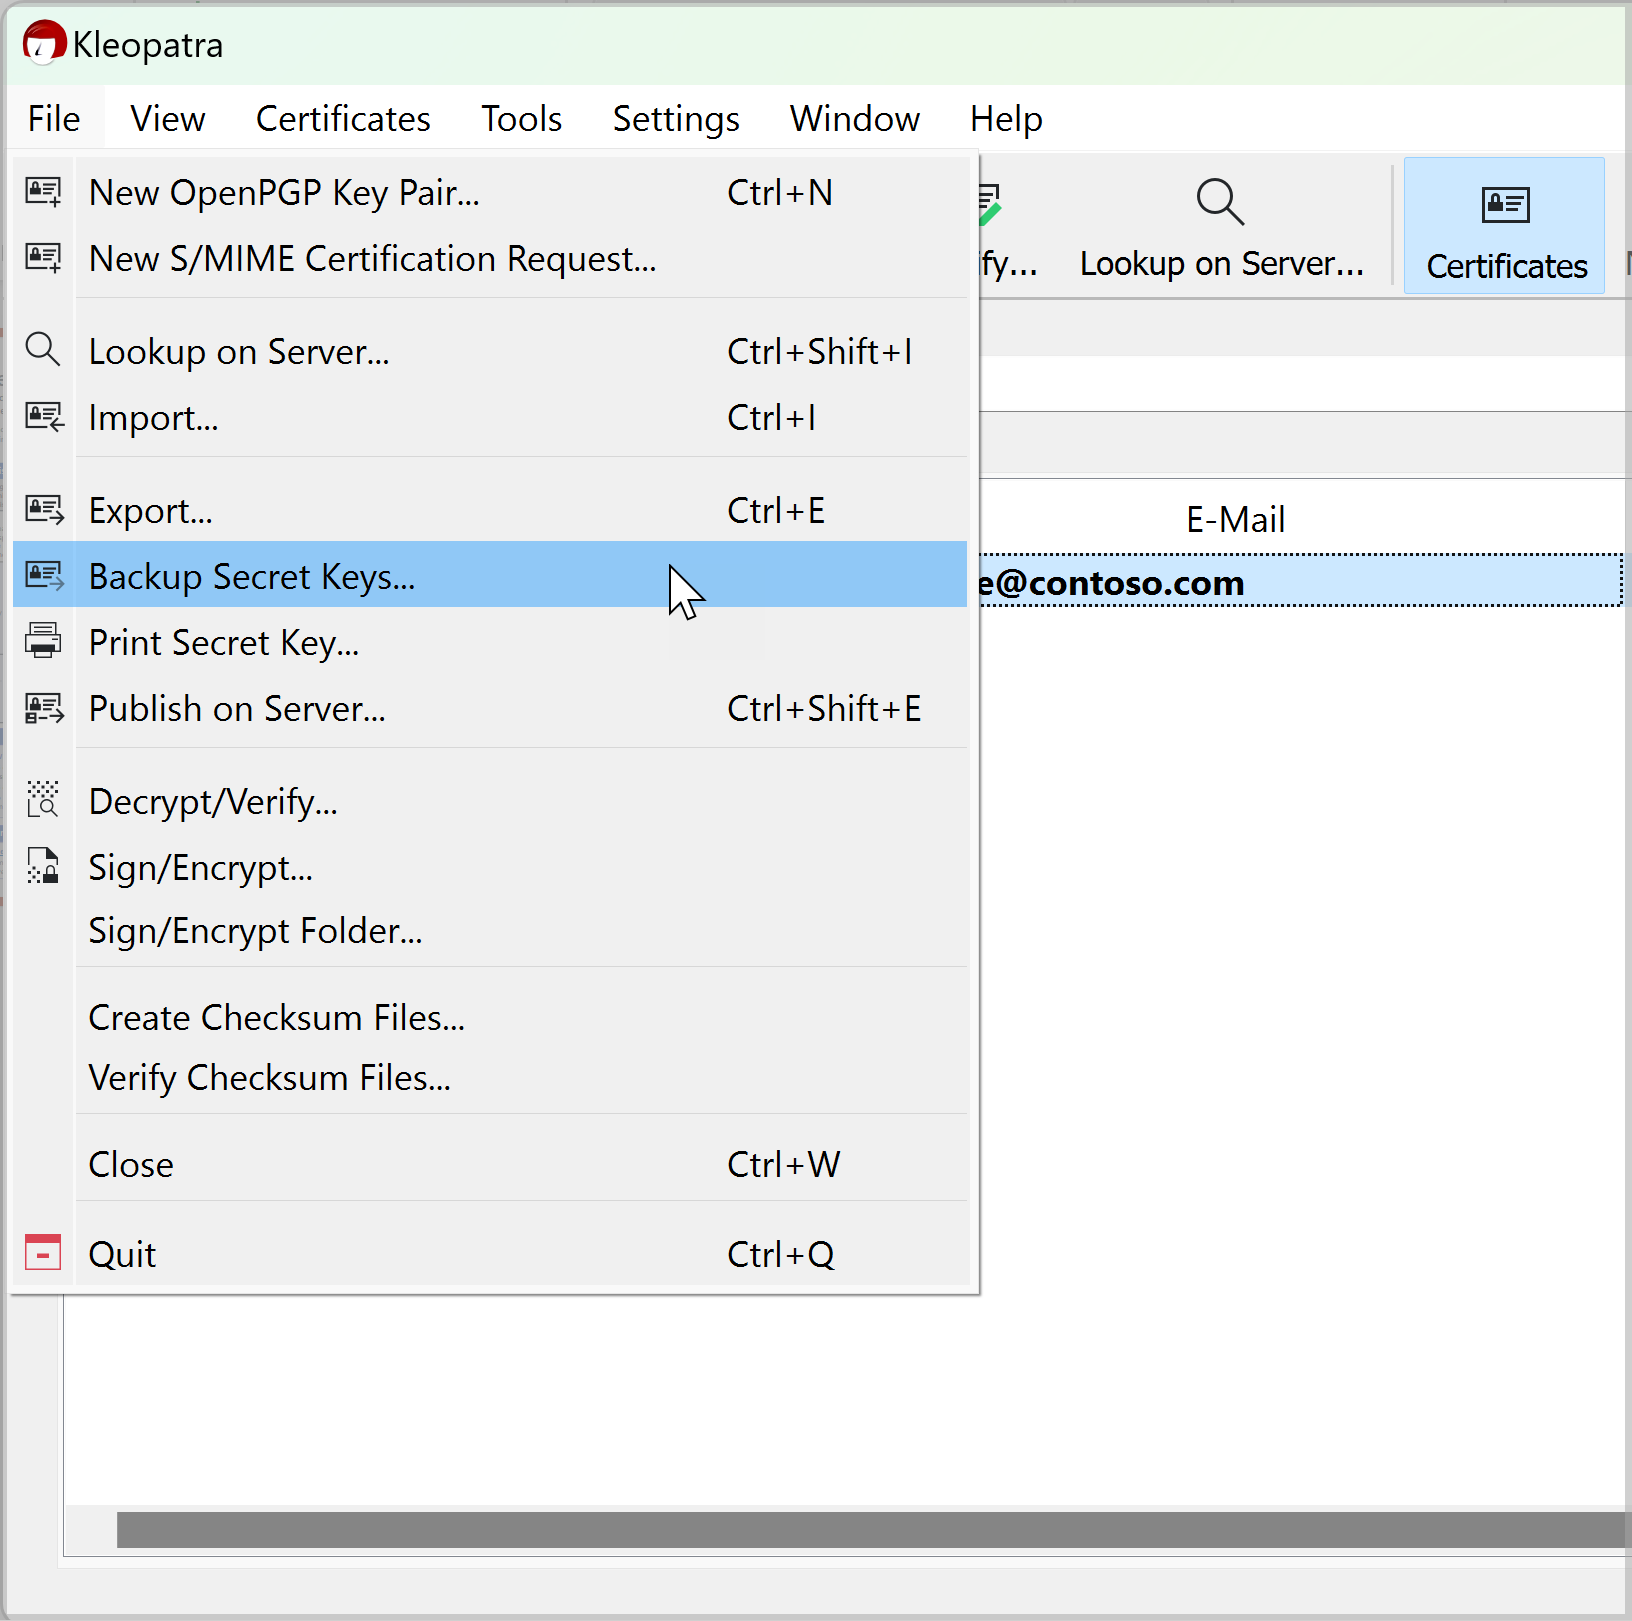 Kleopatra
File View Certificates Tools Settings Window Help
New OpenPGP Key Pair... Ctrl+N
New S/MIME Certification Request...
Lookup on Server... Ctrl+Shift+I
Import... Ctrl+I
Export... Ctrl+E
Backup Secret Keys...
Print Secret Key...
Publish on Server... Ctrl+Shift+E
Decrypt/Verify...
Sign/Encrypt...
Sign/Encrypt Folder...
Create Checksum Files...
Verify Checksum Files...
Close Ctrl+W
Quit Ctrl+Q
ify... Lookup on Server... Certificates
E-Mail
e@contoso.com